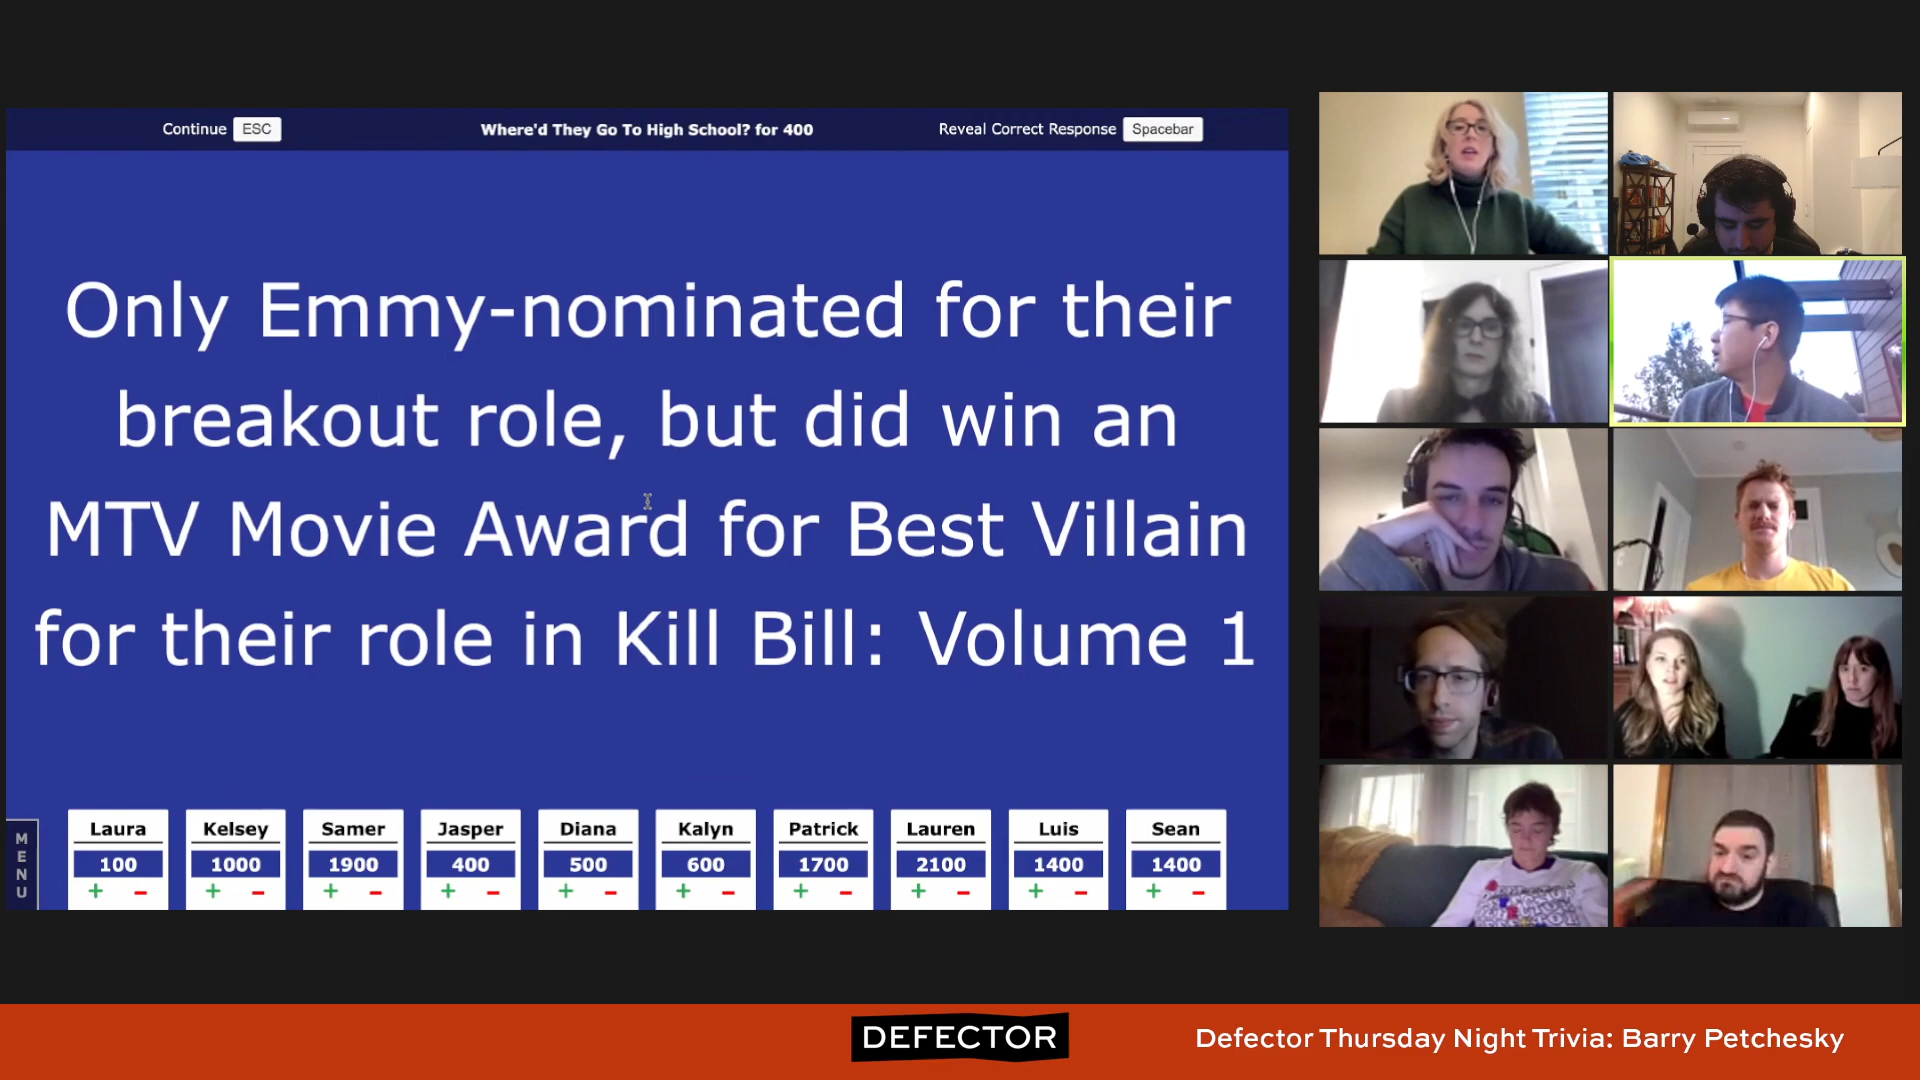 Continue ESC
Where'd They Go To High School? for 400
Reveal Correct Response Spacebar
Only Emmy-nominated for their
breakout role, but did win an
MTV Movie Award for Best Villain
for their role in Kill Bill: Volume 1
MENU
Laura Kelsey Samer Jasper Diana Kalyn Patrick Lauren Luis Sean
100 1000 1900 400 500 600 1700 2100 1400 1400
+ - + - + - + - + - + - + - + - + - + -
DEFECTOR
Defector Thursday Night Trivia: Barry Petchesky